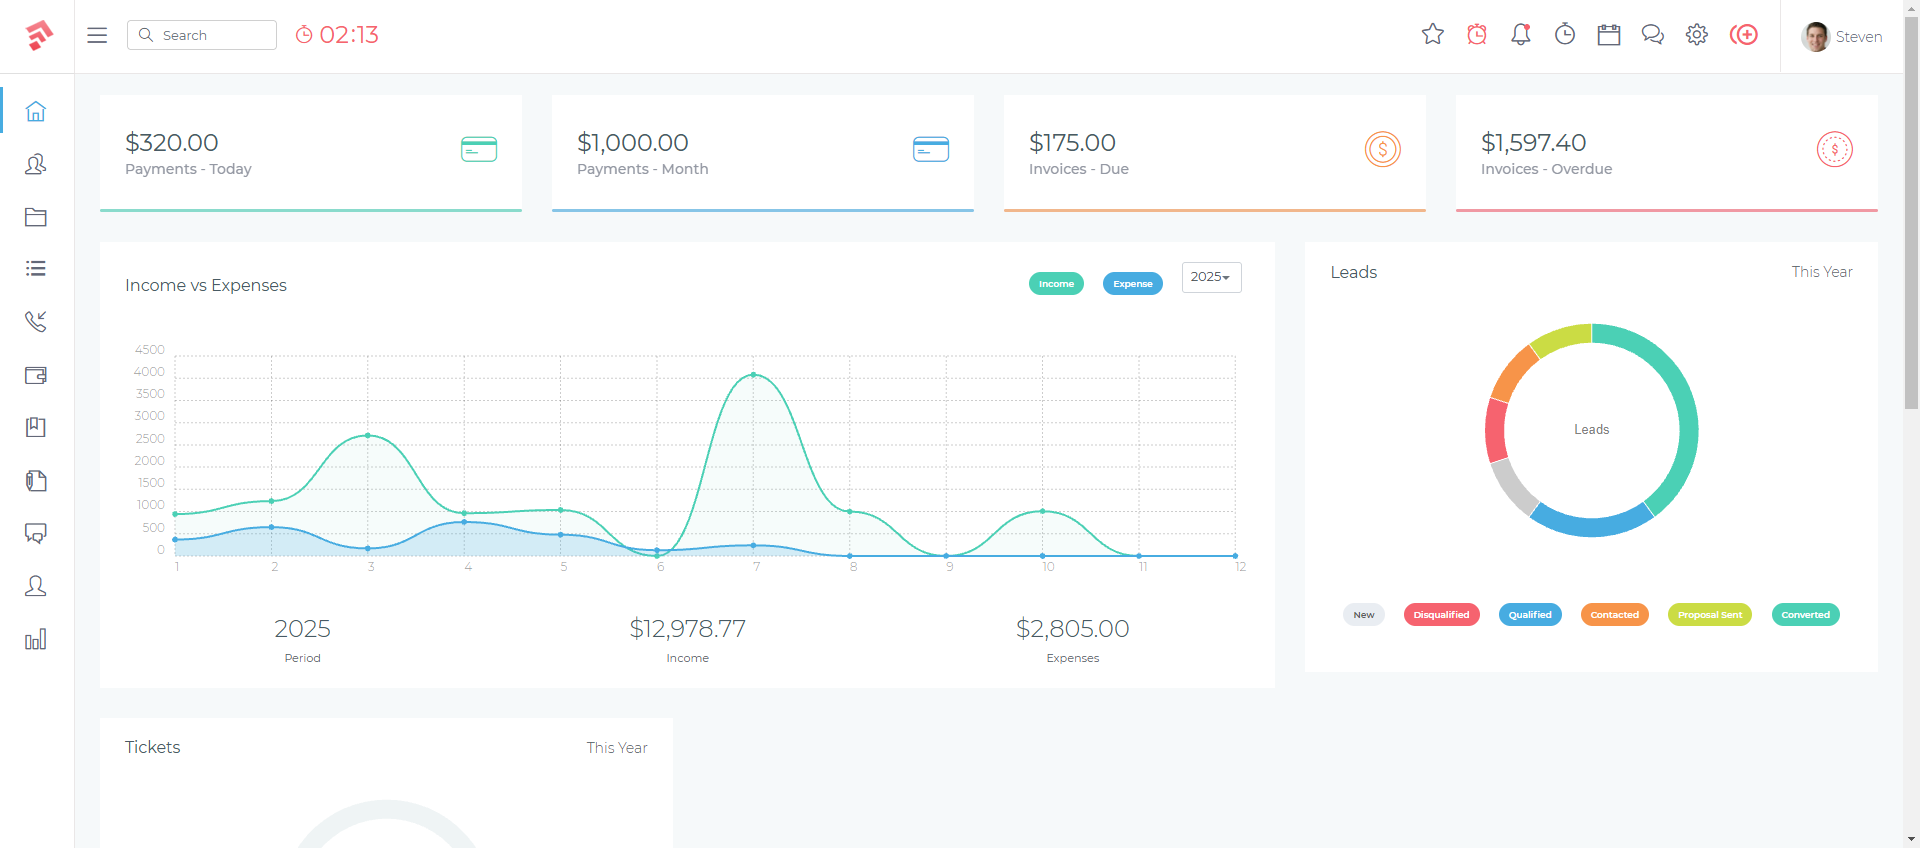 Search
02:13
Steven
$320.00
Payments - Today
$1,000.00
Payments - Month
$175.00
Invoices - Due
$1,597.40
Invoices - Overdue
Income vs Expenses
Income
Expense
2025
4500
4000
3500
3000
2500
2000
1500
1000
500
0
1 2 3 4 5 6 7 8 9 10 11 12
2025
Period
$12,978.77
Income
$2,805.00
Expenses
Leads
This Year
Leads
New
Disqualified
Qualified
Contacted
Proposal Sent
Converted
Tickets
This Year